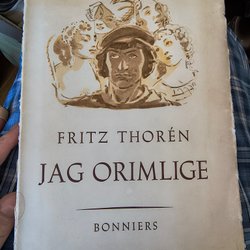 FRITZ THORÉN
JAG ORIMLIGE
BONNIERS